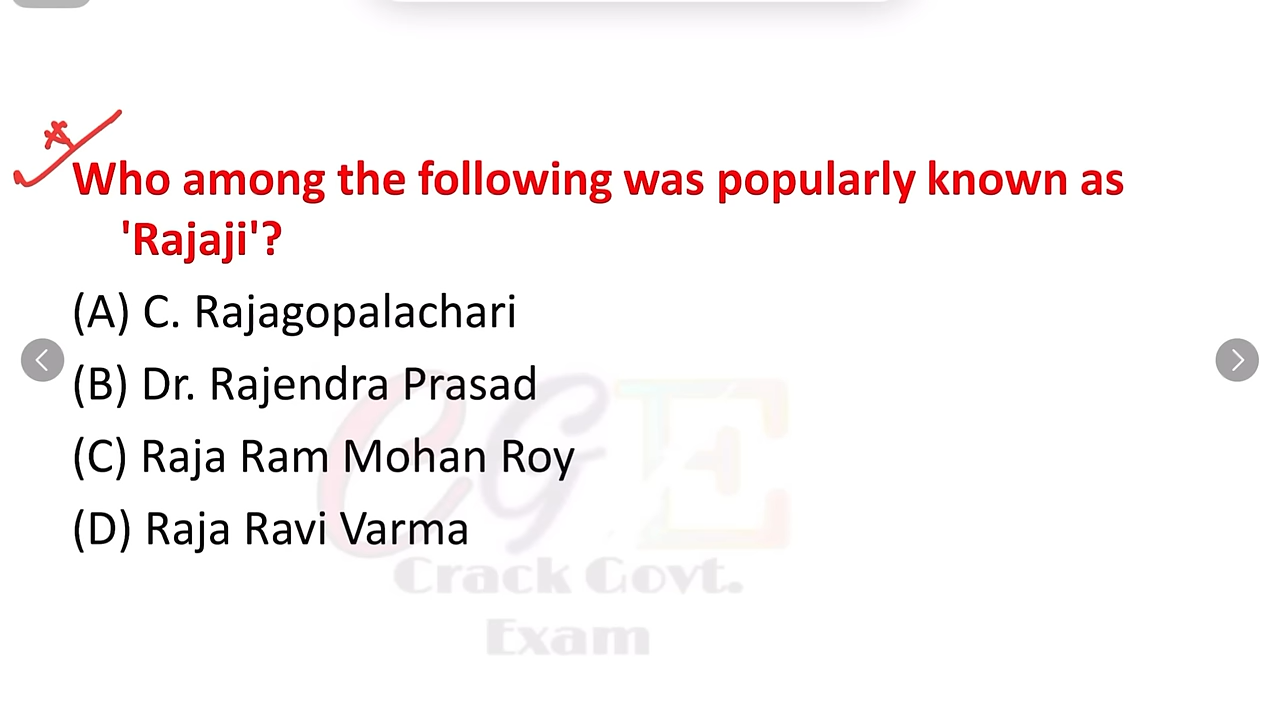 Who among the following was popularly known as
'Rajaji'?
(A) C. Rajagopalachari
(B) Dr. Rajendra Prasad
(C) Raja Ram Mohan Roy
(D) Raja Ravi Varma
CGE
Crack Govt.
Exam